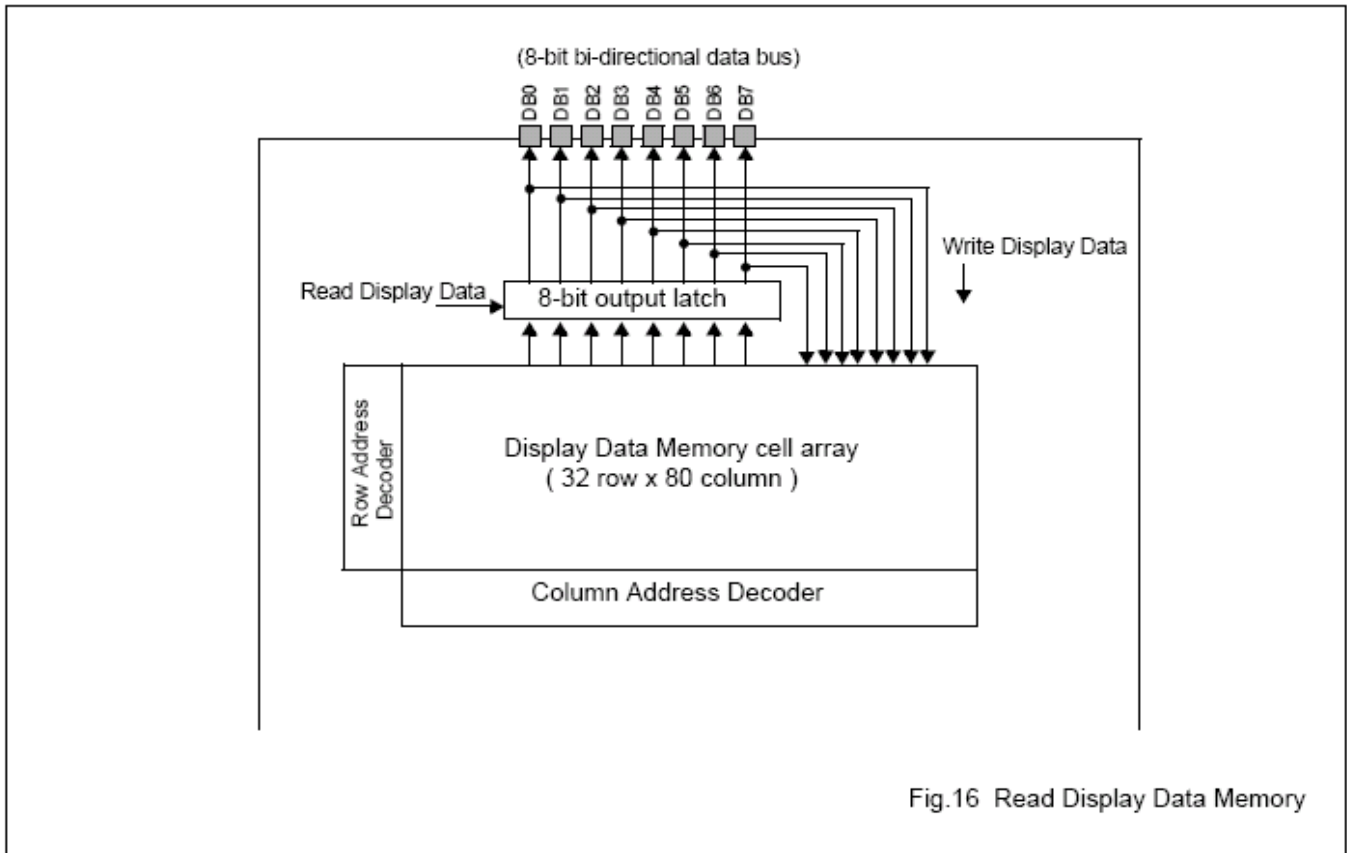 (8-bit bi-directional data bus)
DB0
DB1
DB2
DB3
DB4
DB5
DB6
DB7
Write Display Data
Read Display Data
8-bit output latch
Row Address
Decoder
Display Data Memory cell array
( 32 row x 80 column )
Column Address Decoder
Fig.16 Read Display Data Memory